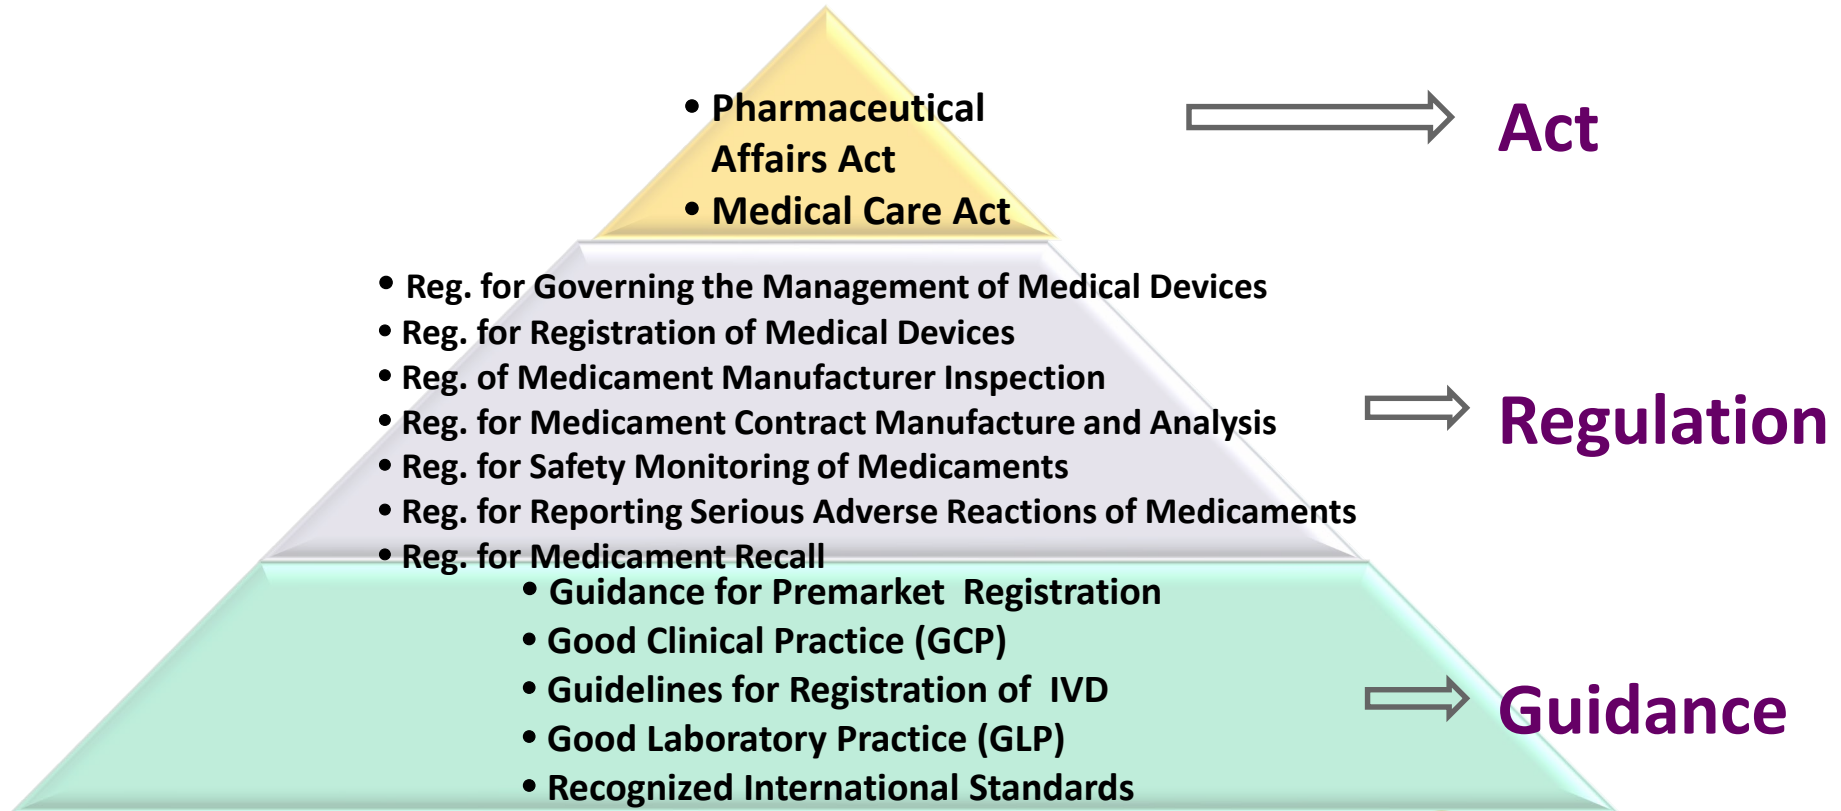 • Pharmaceutical
Affairs Act
• Medical Care Act
Act
• Reg. for Governing the Management of Medical Devices
• Reg. for Registration of Medical Devices
• Reg. of Medicament Manufacturer Inspection
• Reg. for Medicament Contract Manufacture and Analysis
• Reg. for Safety Monitoring of Medicaments
• Reg. for Reporting Serious Adverse Reactions of Medicaments
• Reg. for Medicament Recall
Regulation
• Guidance for Premarket Registration
• Good Clinical Practice (GCP)
• Guidelines for Registration of IVD
• Good Laboratory Practice (GLP)
• Recognized International Standards
Guidance